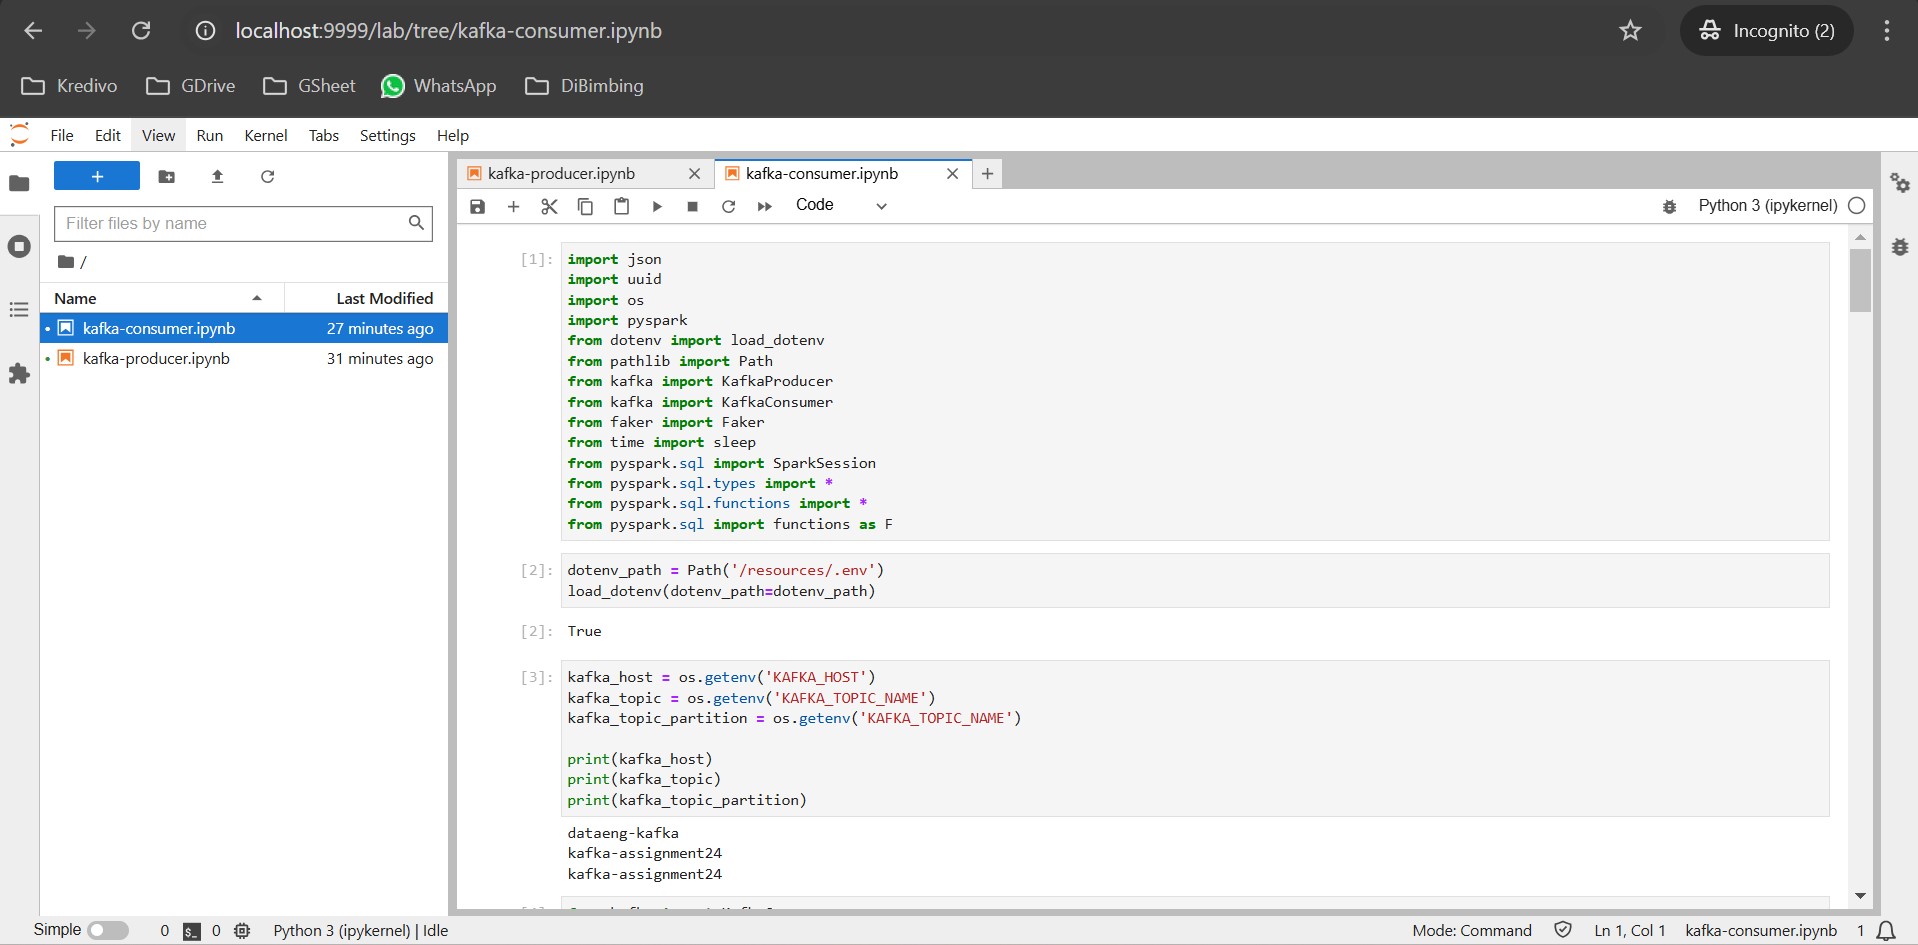 localhost:9999/lab/tree/kafka-consumer.ipynb
Incognito (2)
Kredivo
GDrive
GSheet
WhatsApp
DiBimbing
File Edit View Run Kernel Tabs Settings Help
+
Filter files by name
/
Name Last Modified
kafka-consumer.ipynb 27 minutes ago
kafka-producer.ipynb 31 minutes ago
kafka-producer.ipynb
kafka-consumer.ipynb
Code
Python 3 (ipykernel)
[1]: import json
import uuid
import os
import pyspark
from dotenv import load_dotenv
from pathlib import Path
from kafka import KafkaProducer
from kafka import KafkaConsumer
from faker import Faker
from time import sleep
from pyspark.sql import SparkSession
from pyspark.sql.types import *
from pyspark.sql.functions import *
from pyspark.sql import functions as F
[2]: dotenv_path = Path('/resources/.env')
load_dotenv(dotenv_path=dotenv_path)
[2]: True
[3]: kafka_host = os.getenv('KAFKA_HOST')
kafka_topic = os.getenv('KAFKA_TOPIC_NAME')
kafka_topic_partition = os.getenv('KAFKA_TOPIC_NAME')
print(kafka_host)
print(kafka_topic)
print(kafka_topic_partition)
dataeng-kafka
kafka-assignment24
kafka-assignment24
Simple 0 $_ 0 Python 3 (ipykernel) | Idle
Mode: Command Ln 1, Col 1 kafka-consumer.ipynb 1